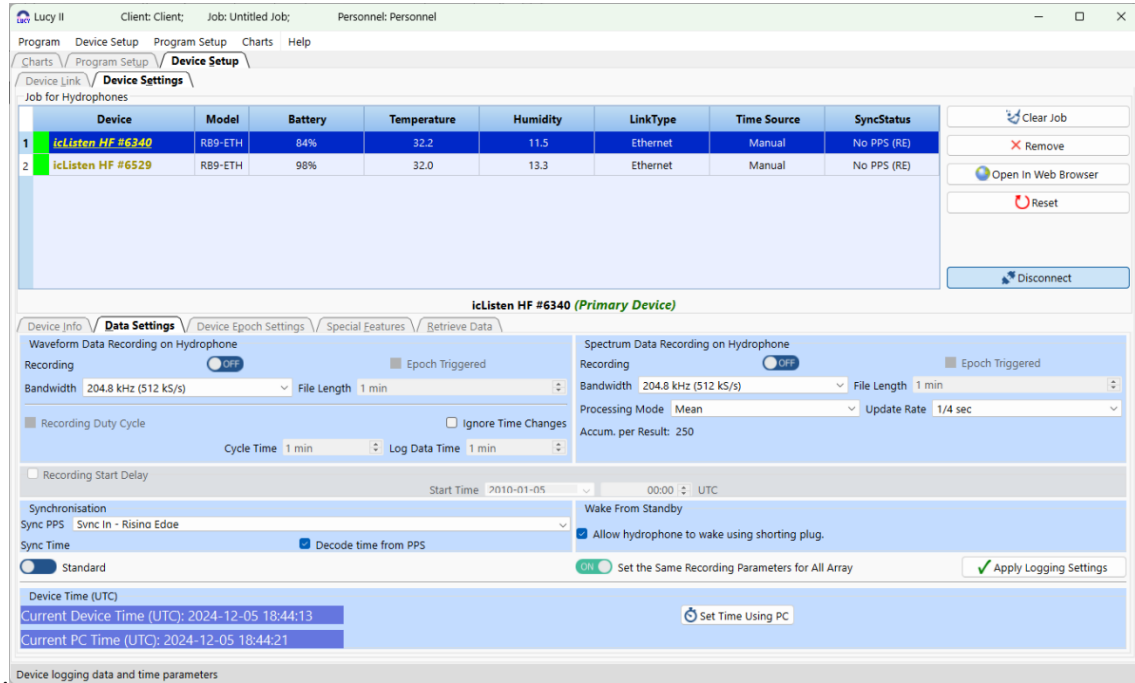 Lucy II Client: Client; Job: Untitled Job; Personnel: Personnel
Program Device Setup Program Setup Charts Help
Charts Program Setup Device Setup
Device Link Device Settings
Job for Hydrophones
Device Model Battery Temperature Humidity LinkType Time Source SyncStatus
1 icListen HF #6340 RB9-ETH 84% 32.2 11.5 Ethernet Manual No PPS (RE)
2 icListen HF #6529 RB9-ETH 98% 32.0 13.3 Ethernet Manual No PPS (RE)
Clear Job
Remove
Open In Web Browser
Reset
Disconnect
icListen HF #6340 (Primary Device)
Device Info Data Settings Device Epoch Settings Special Features Retrieve Data
Waveform Data Recording on Hydrophone
Recording OFF Epoch Triggered
Bandwidth 204.8 kHz (512 kS/s) File Length 1 min
Recording Duty Cycle Ignore Time Changes
Cycle Time 1 min Log Data Time 1 min
Spectrum Data Recording on Hydrophone
Recording OFF Epoch Triggered
Bandwidth 204.8 kHz (512 kS/s) File Length 1 min
Processing Mode Mean Update Rate 1/4 sec
Accum. per Result: 250
Recording Start Delay
Start Time 2010-01-05 00:00 UTC
Synchronisation
Sync PPS Sync In - Rising Edge
Sync Time Decode time from PPS
Wake From Standby
Allow hydrophone to wake using shorting plug.
Standard ON Set the Same Recording Parameters for All Array Apply Logging Settings
Device Time (UTC)
Current Device Time (UTC): 2024-12-05 18:44:13
Set Time Using PC
Current PC Time (UTC): 2024-12-05 18:44:21
Device logging data and time parameters